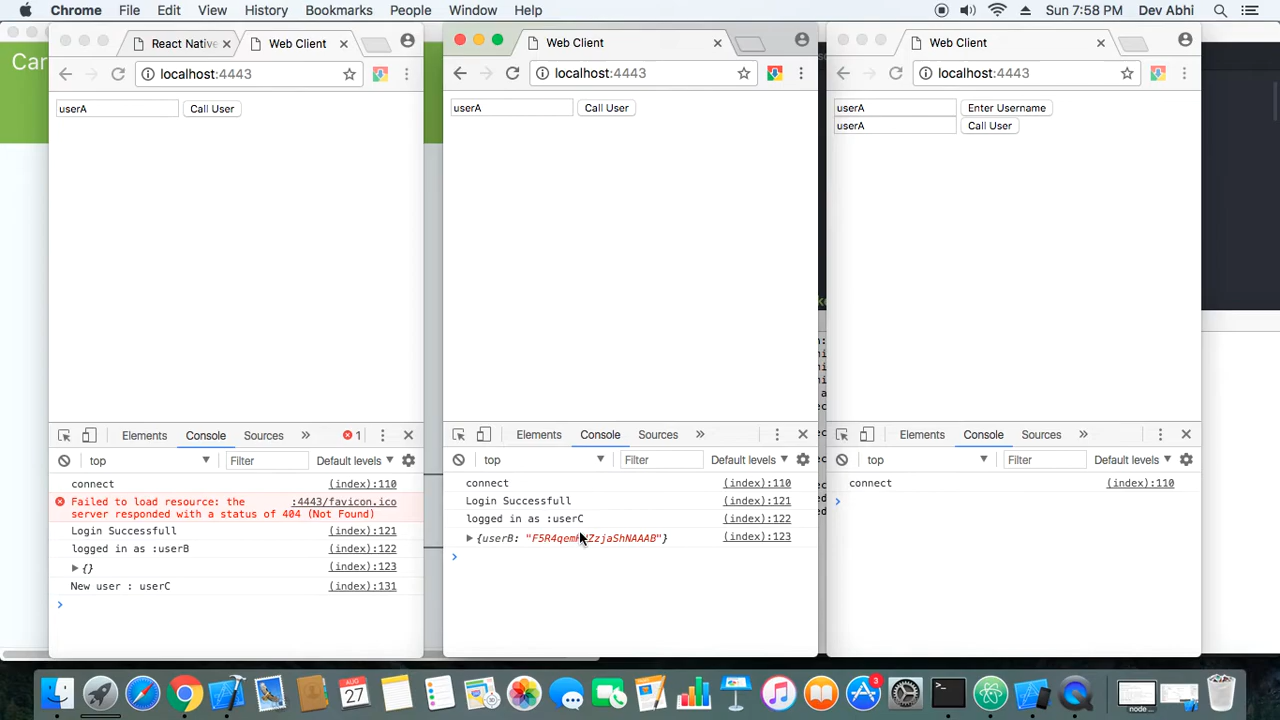 Chrome File Edit View History Bookmarks People Window Help Sun 7:58 PM Dev Abhi
Car
React Native
Web Client
localhost:4443
userA Call User
Elements Console Sources » 1
top Filter Default levels
connect (index):110
Failed to load resource: the :4443/favicon.ico
server responded with a status of 404 (Not Found)
Login Successfull (index):121
logged in as :userB (index):122
{} (index):123
New user : userC (index):131
Web Client
localhost:4443
userA Call User
Elements Console Sources »
top Filter Default levels
connect (index):110
Login Successfull (index):121
logged in as :userC (index):122
(index):123
Web Client
localhost:4443
userA Enter Username
userA Call User
Elements Console Sources »
top Filter Default levels
connect (index):110
AUG
27
3
node